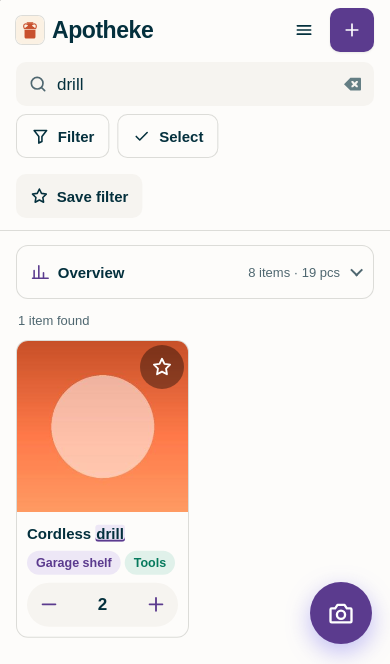 Apotheke
drill
Filter
Select
Save filter
Overview
8 items · 19 pcs
1 item found
Cordless drill
Garage shelf
Tools
2